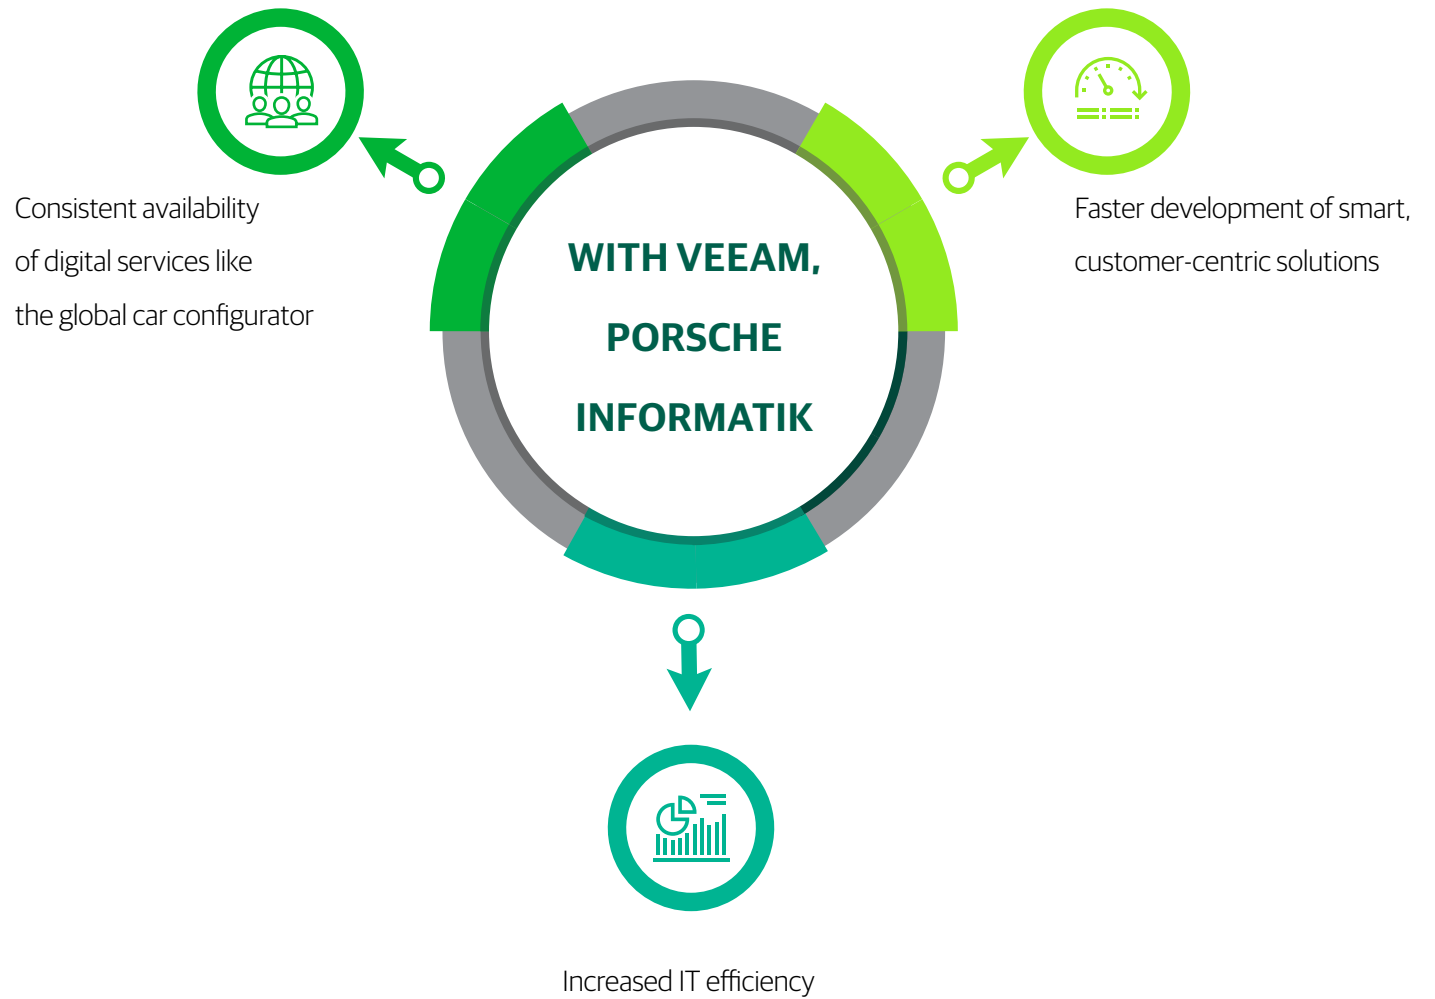 Consistent availability
of digital services like
the global car configurator
WITH VEEAM,
PORSCHE
INFORMATIK
Faster development of smart,
customer-centric solutions
Increased IT efficiency